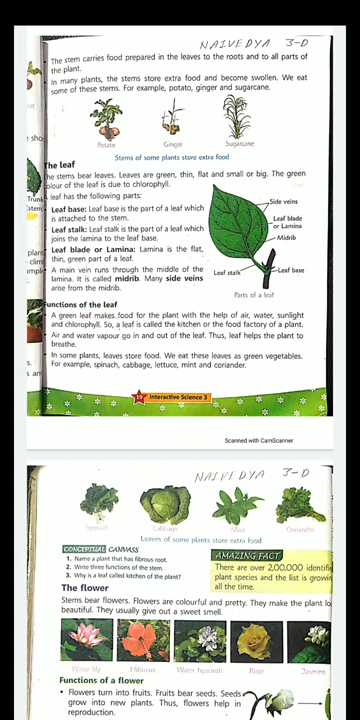 NAIVEDYA 3-D
The stem carries food prepared in the leaves to the roots and to all parts of
the plant.
In many plants, the stems store extra food and become swollen. We eat
some of these stems. For example, potato, ginger and sugarcane.
Potato
Ginger
Sugarcane
Stems of some plants store extra food
The leaf
The stems bear leaves. Leaves are green, thin, flat and small or big. The green
colour of the leaf is due to chlorophyll.
A leaf has the following parts:
Leaf base: Leaf base is the part of a leaf which
is attached to the stem.
Leaf stalk: Leaf stalk is the part of a leaf which
joins the lamina to the leaf base.
Leaf blade or Lamina: Lamina is the flat,
thin, green part of a leaf.
A main vein runs through the middle of the
lamina. It is called midrib. Many side veins
arise from the midrib.
Side veins
Leaf blade
or Lamina
Midrib
Leaf stalk
Leaf base
Parts of a leaf
Functions of the leaf
A green leaf makes food for the plant with the help of air, water, sunlight
and chlorophyll. So, a leaf is called the kitchen or the food factory of a plant.
Air and water vapour go in and out of the leaf. Thus, leaf helps the plant to
breathe.
In some plants, leaves store food. We eat these leaves as green vegetables.
For example, spinach, cabbage, lettuce, mint and coriander.
Interactive Science 3
Scanned with CamScanner
NAIVEDYA 3-D
Spinach
Cabbage
Mint
Coriander
Leaves of some plants store extra food
CONCEPTUAL CANVASS
1. Name a plant that has fibrous root.
2. Write three functions of the stem.
3. Why is a leaf called kitchen of the plant?
AMAZING FACT
There are over 2,00,000 identifie
plant species and the list is growin
all the time.
The flower
Stems bear flowers. Flowers are colourful and pretty. They make the plant lo
beautiful. They usually give out a sweet smell.
Water lily
Hibiscus
Water hyacinth
Rose
Jasmine
Functions of a flower
• Flowers turn into fruits. Fruits bear seeds. Seeds
grow into new plants. Thus, flowers help in
reproduction.